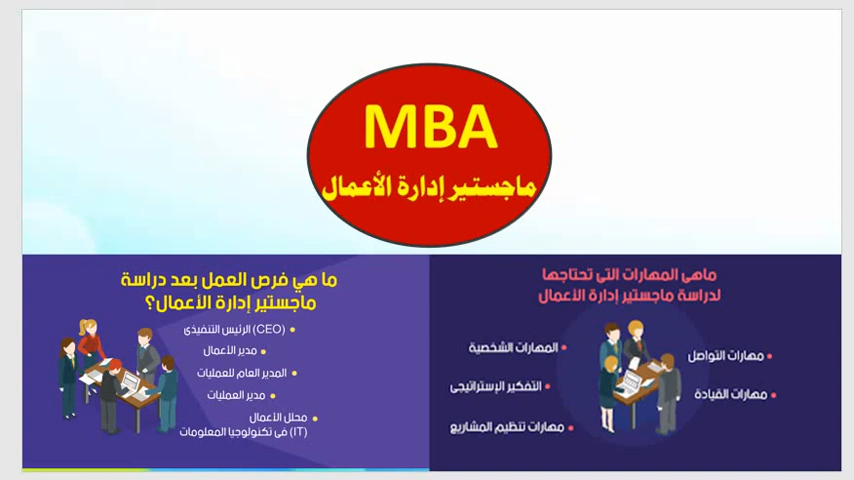 MBA
ماجستير إدارة الأعمال
ماهي المهارات التي تحتاجها
لدراسة ماجستير إدارة الأعمال
مهارات التواصل
مهارات القيادة
المهارات الشخصية
التفكير الإستراتيجي
مهارات تنظيم المشاريع
ما هي فرص العمل بعد دراسة
ماجستير إدارة الأعمال؟
(CEO) الرئيس التنفيذي
مدير الأعمال
المدير العام للعمليات
مدير العمليات
محلل الأعمال
(IT) في تكنولوجيا المعلومات